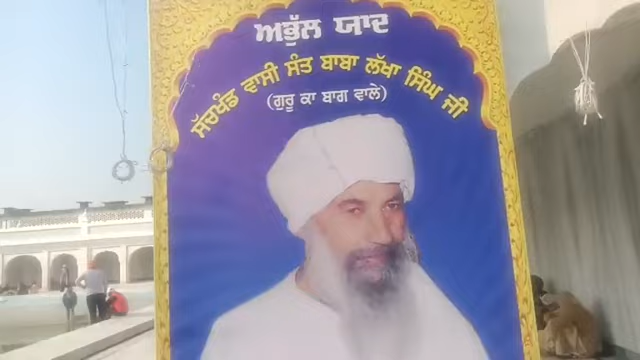 ਅਭੁੱਲ ਯਾਦ
ਸੱਚਖੰਡ ਵਾਸੀ ਸੰਤ ਬਾਬਾ ਲੱਖਾ ਸਿੰਘ ਜੀ
(ਗੁਰੂ ਕਾ ਬਾਗ ਵਾਲੇ)